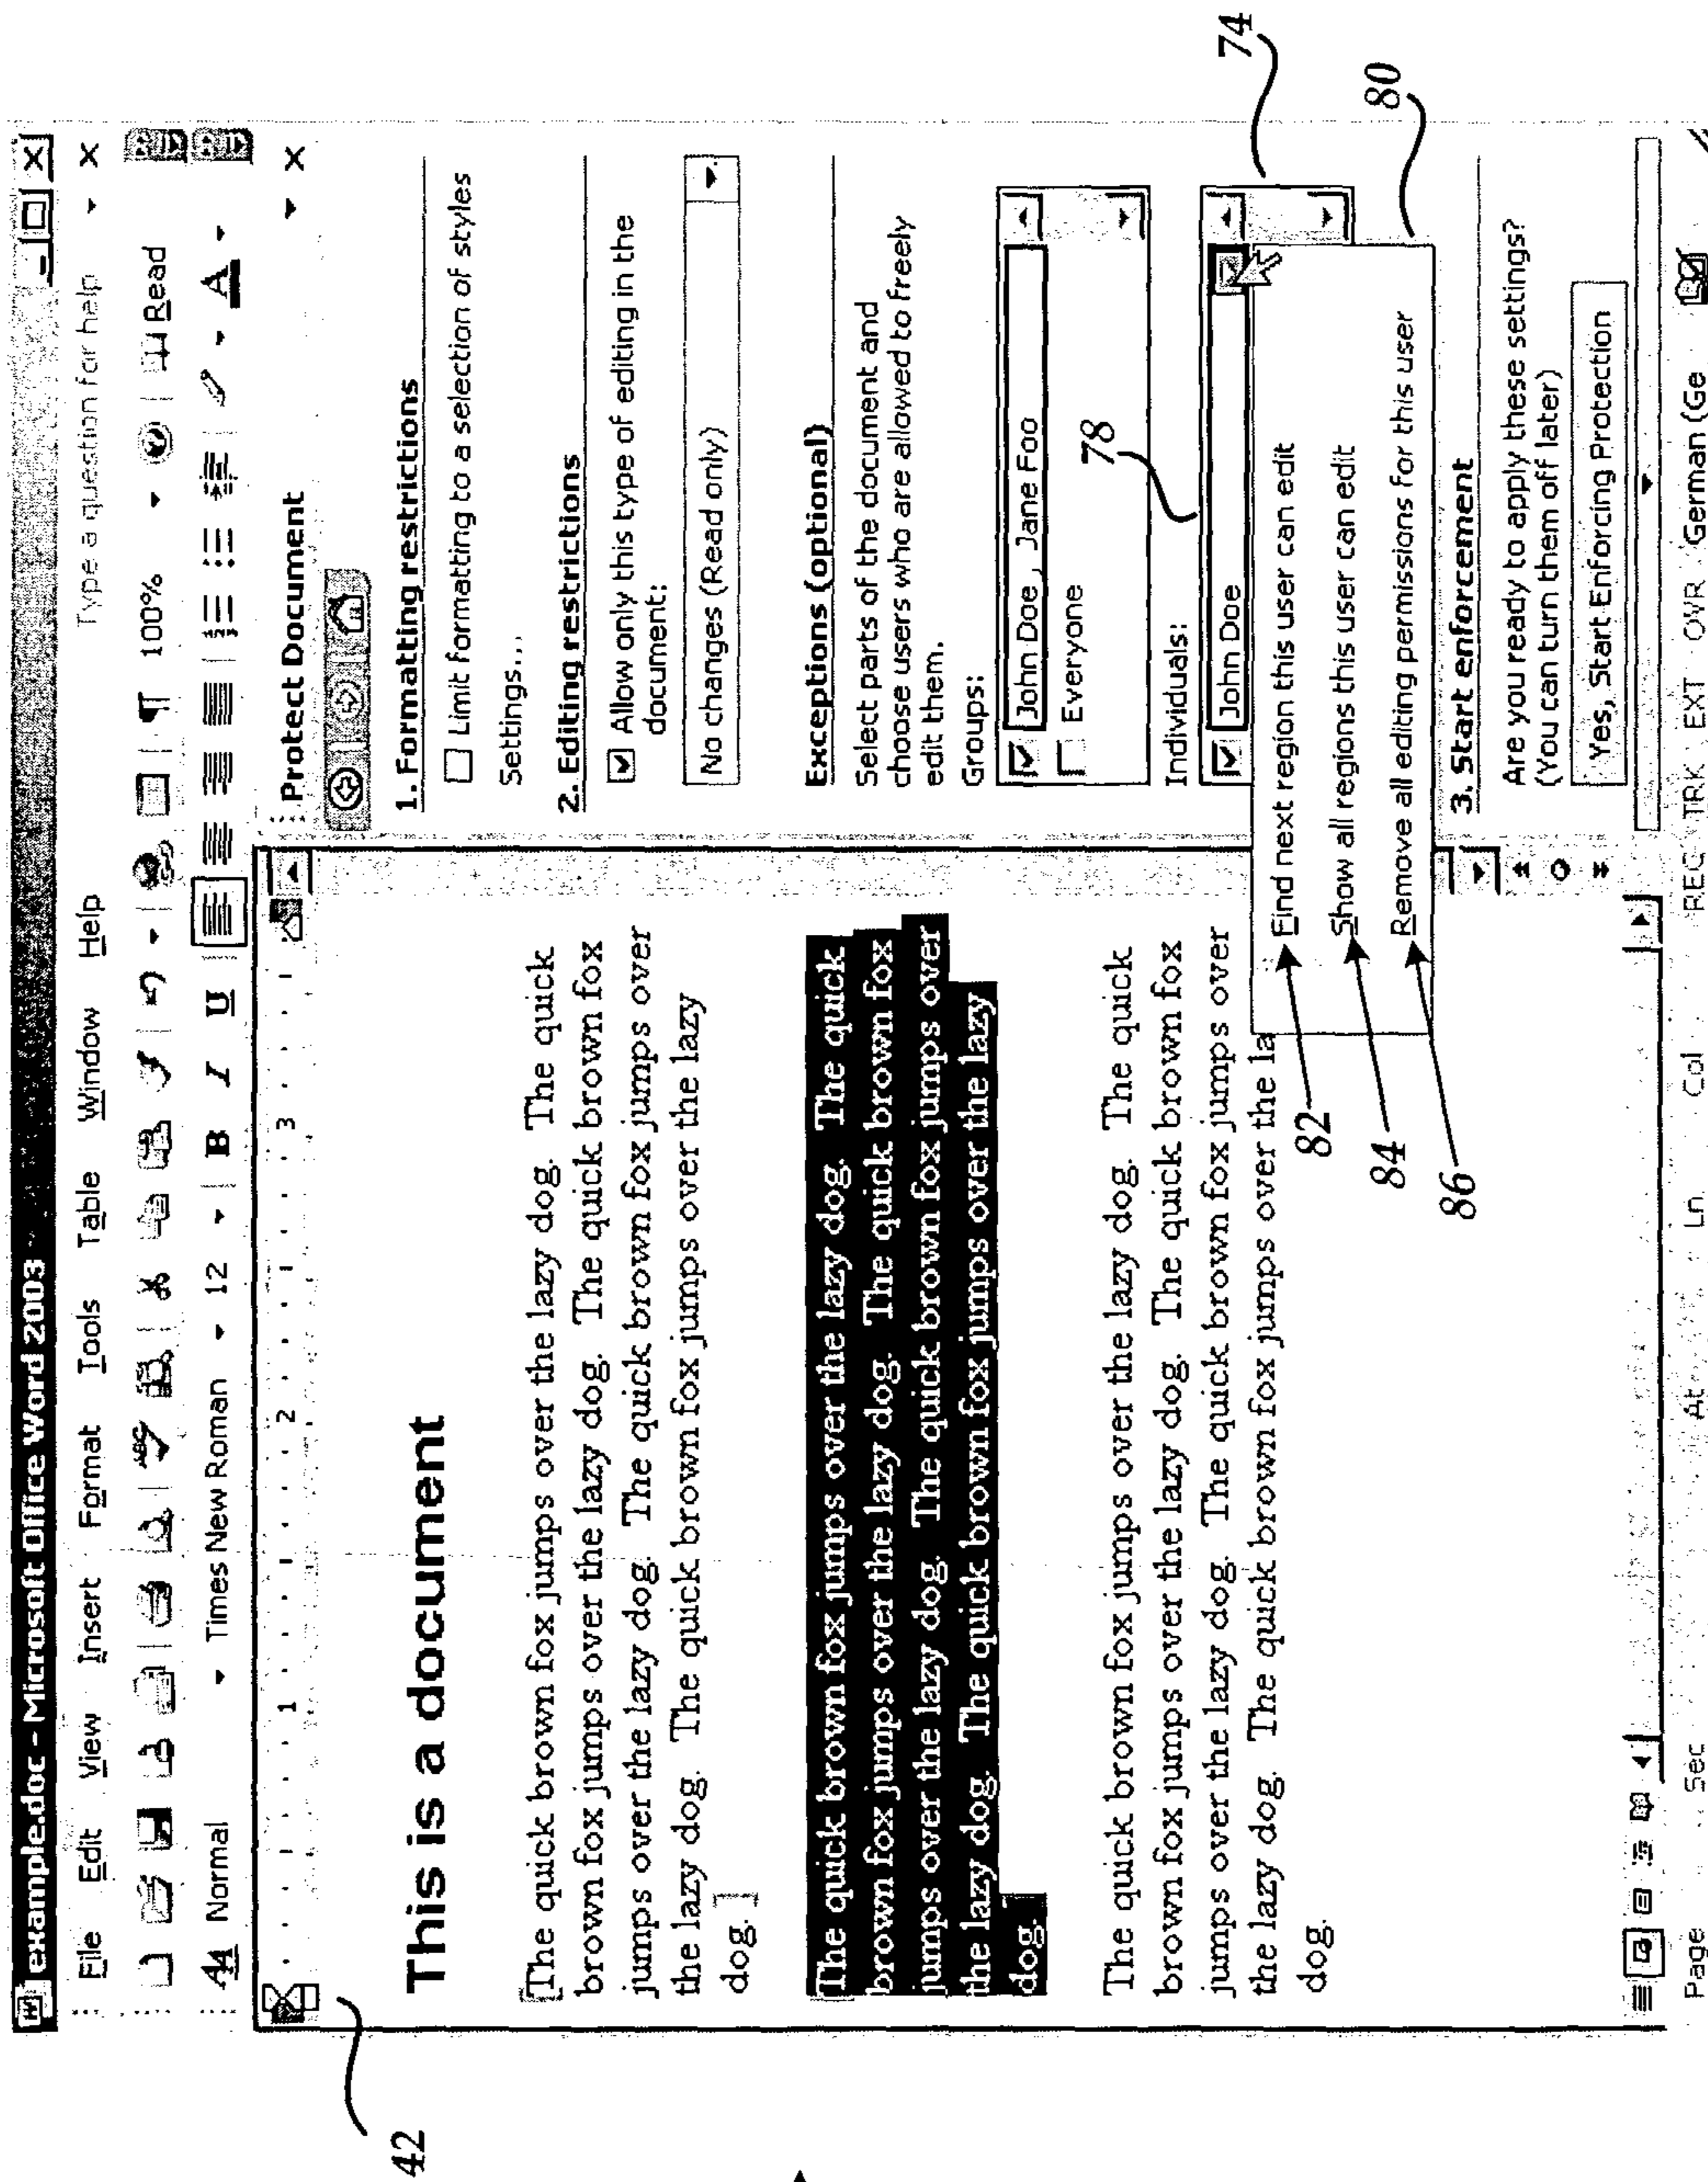 example.doc - Microsoft Office Word 2003
File Edit View Insert Format Tools Table Window Help
Type a question for help
100% Read
Normal Times New Roman 12 B I U A
1 2 3
42
This is a document
[The quick brown fox jumps over the lazy dog. The quick
brown fox jumps over the lazy dog. The quick brown fox
jumps over the lazy dog. The quick brown fox jumps over
the lazy dog. The quick brown fox jumps over the lazy
dog.]
[The quick brown fox jumps over the lazy dog. The quick
brown fox jumps over the lazy dog. The quick brown fox
jumps over the lazy dog. The quick brown fox jumps over
the lazy dog. The quick brown fox jumps over the lazy
dog.]
The quick brown fox jumps over the lazy dog. The quick
brown fox jumps over the lazy dog. The quick brown fox
jumps over the lazy dog. The quick brown fox jumps over
the lazy dog. The quick brown fox jumps over the la
dog.
Protect Document
1. Formatting restrictions
Limit formatting to a selection of styles
Settings...
2. Editing restrictions
Allow only this type of editing in the
document:
No changes (Read only)
Exceptions (optional)
Select parts of the document and
choose users who are allowed to freely
edit them.
Groups:
John Doe , Jane Foo
Everyone
78
Individuals:
74
John Doe
80
82
Find next region this user can edit
84
Show all regions this user can edit
86
Remove all editing permissions for this user
3. Start enforcement
Are you ready to apply these settings?
(You can turn them off later)
Yes, Start Enforcing Protection
Page Sec At Ln Col REC TRK EXT OVR German (Ge